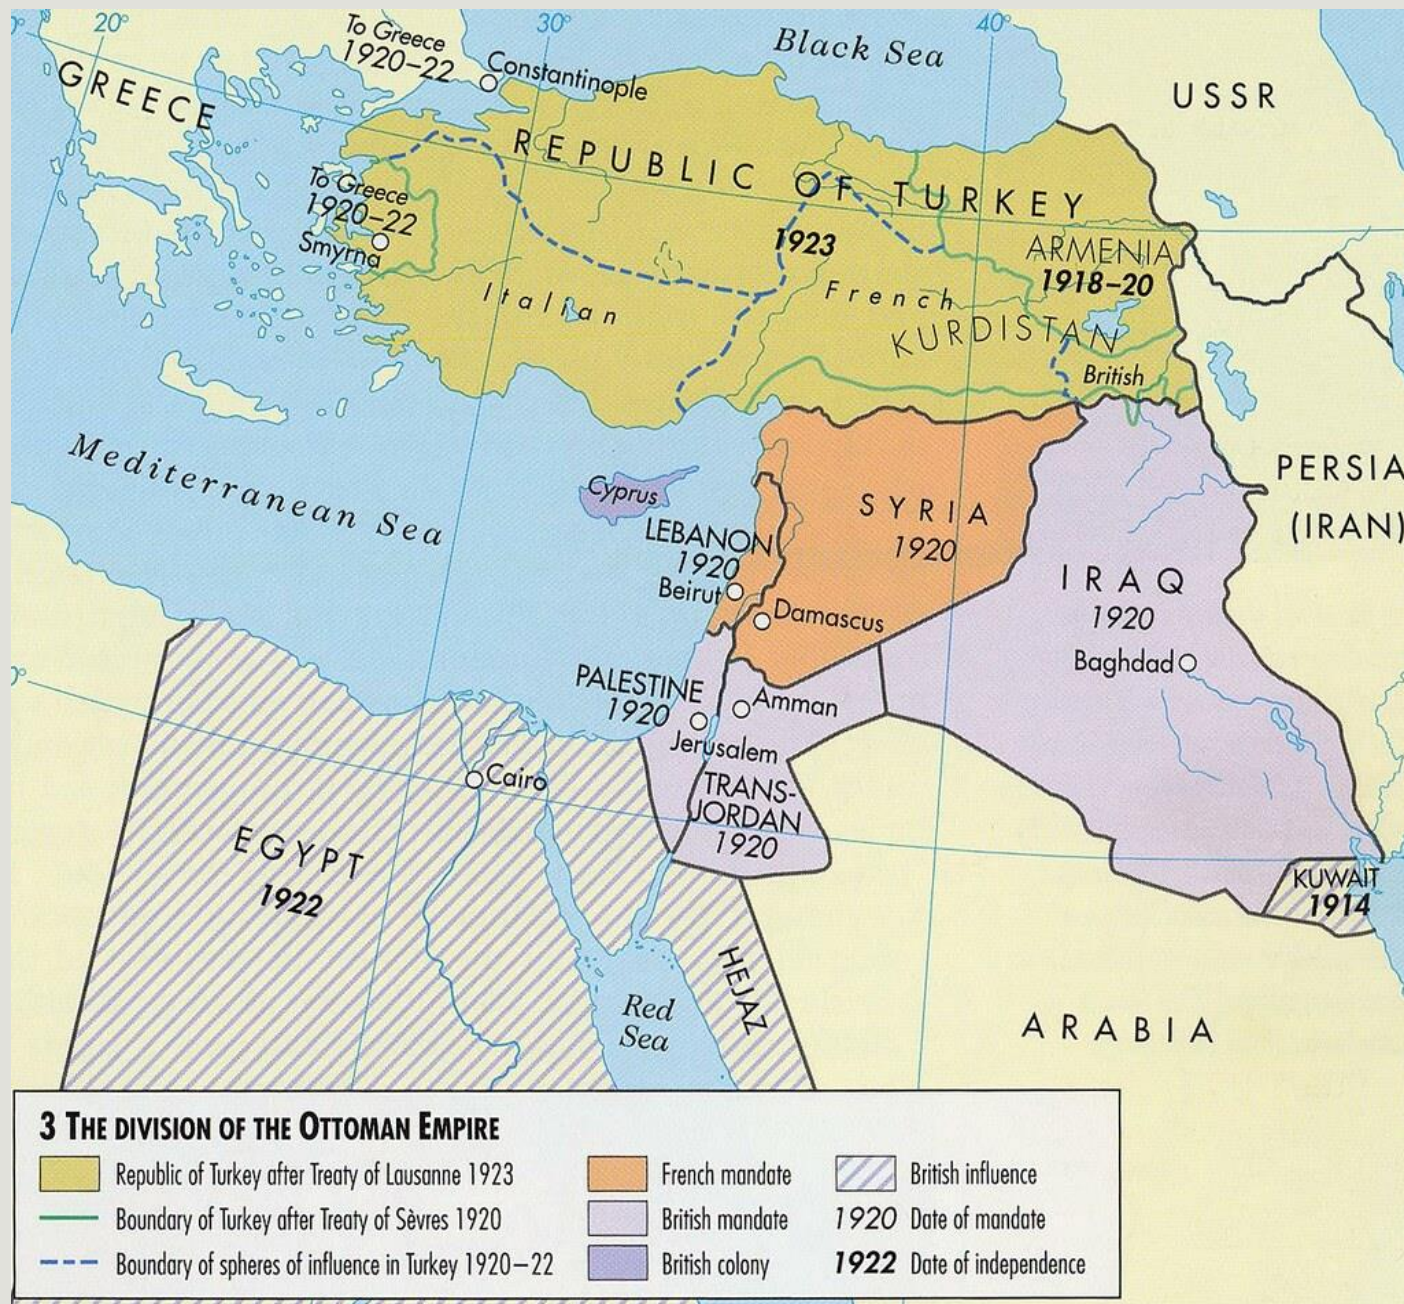 20°
30°
40°
To Greece
1920–22
Constantinople
Black Sea
USSR
GREECE
REPUBLIC OF TURKEY
1923
To Greece
1920–22
Smyrna
Italian
French
ARMENIA
1918–20
KURDISTAN
British
Mediterranean Sea
Cyprus
PERSIA
(IRAN)
SYRIA
1920
LEBANON
1920
Beirut
Damascus
IRAQ
1920
Baghdad
PALESTINE
1920
Amman
Jerusalem
TRANS-
JORDAN
1920
Cairo
EGYPT
1922
KUWAIT
1914
HEJAZ
Red
Sea
ARABIA
3 THE DIVISION OF THE OTTOMAN EMPIRE
Republic of Turkey after Treaty of Lausanne 1923
Boundary of Turkey after Treaty of Sèvres 1920
Boundary of spheres of influence in Turkey 1920–22
French mandate
British mandate
British colony
British influence
1920 Date of mandate
1922 Date of independence